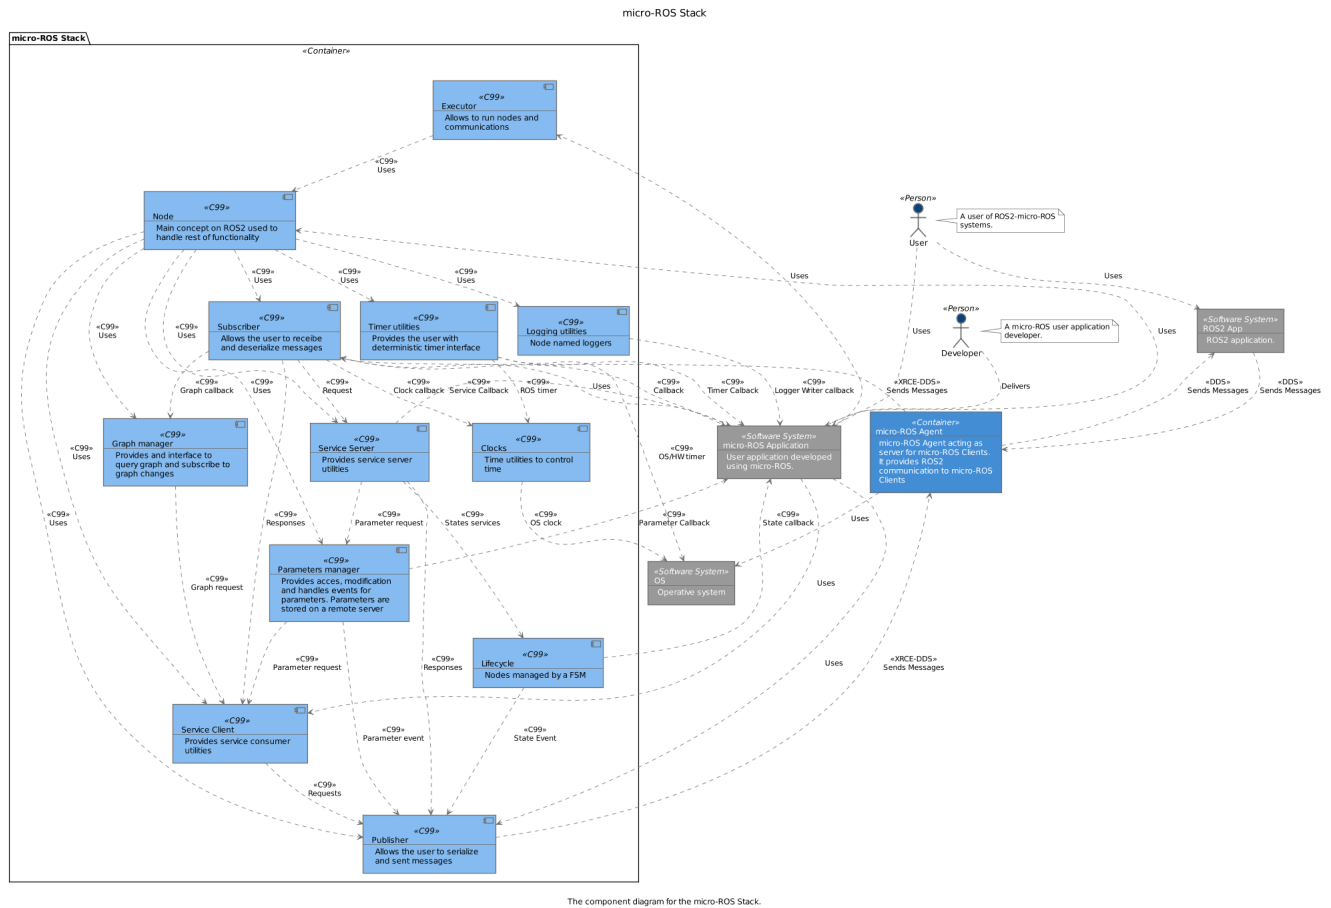 micro-ROS Stack
micro-ROS Stack
«Container»
«C99»
Executor
Allows to run nodes and
communications
«C99»
Uses
«C99»
Node
Main concept on ROS2 used to
handle rest of functionality
«Person»
User
A user of ROS2-micro-ROS
systems.
Uses
Uses
«C99»
Uses
«C99»
Uses
«C99»
Uses
«C99»
Subscriber
Allows the user to receibe
and deserialize messages
«C99»
Timer utilities
Provides the user with
deterministic timer interface
«C99»
Logging utilities
Node named loggers
«Person»
Developer
A micro-ROS user application
developer.
«Software System»
ROS2 App
ROS2 application.
«C99»
Uses
«C99»
Uses
Uses
Uses
«C99»
Graph callback
«C99»
Uses
«C99»
Request
«C99»
Clock callback
«C99»
Service Callback
«C99»
ROS timer
Uses
«C99»
Callback
«C99»
Timer Callback
«C99»
Logger Writer callback
«XRCE-DDS»
Sends Messages
Delivers
«DDS»
Sends Messages
«DDS»
Sends Messages
«C99»
Graph manager
Provides and interface to
query graph and subscribe to
graph changes
«C99»
Service Server
Provides service server
utilities
«C99»
Clocks
Time utilities to control
time
«Software System»
micro-ROS Application
User application developed
using micro-ROS.
«Container»
micro-ROS Agent
micro-ROS Agent acting as
server for micro-ROS Clients.
It provides ROS2
communication to micro-ROS
Clients
«C99»
Uses
«C99»
OS/HW timer
«C99»
Uses
«C99»
Responses
«C99»
Parameter request
«C99»
States services
«C99»
OS clock
«C99»
Parameter Callback
«C99»
State callback
Uses
«C99»
Parameters manager
Provides acces, modification
and handles events for
parameters. Parameters are
stored on a remote server
«Software System»
OS
Operative system
«C99»
Graph request
Uses
«C99»
Lifecycle
Nodes managed by a FSM
«C99»
Parameter request
«C99»
Responses
Uses
«XRCE-DDS»
Sends Messages
«C99»
Service Client
Provides service consumer
utilities
«C99»
Parameter event
«C99»
State Event
«C99»
Requests
«C99»
Publisher
Allows the user to serialize
and sent messages
The component diagram for the micro-ROS Stack.